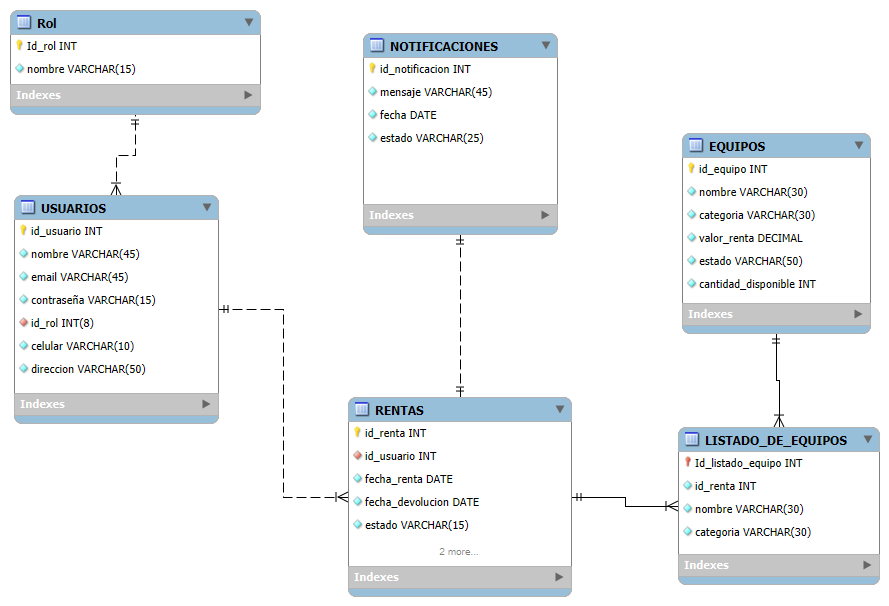 Rol
Id_rol INT
nombre VARCHAR(15)
Indexes
NOTIFICACIONES
id_notificacion INT
mensaje VARCHAR(45)
fecha DATE
estado VARCHAR(25)
Indexes
EQUIPOS
id_equipo INT
nombre VARCHAR(30)
categoria VARCHAR(30)
valor_renta DECIMAL
estado VARCHAR(50)
cantidad_disponible INT
Indexes
USUARIOS
id_usuario INT
nombre VARCHAR(45)
email VARCHAR(45)
contraseña VARCHAR(15)
id_rol INT(8)
celular VARCHAR(10)
direccion VARCHAR(50)
Indexes
RENTAS
id_renta INT
id_usuario INT
fecha_renta DATE
fecha_devolucion DATE
estado VARCHAR(15)
2 more...
Indexes
LISTADO_DE_EQUIPOS
Id_listado_equipo INT
id_renta INT
nombre VARCHAR(30)
categoria VARCHAR(30)
Indexes